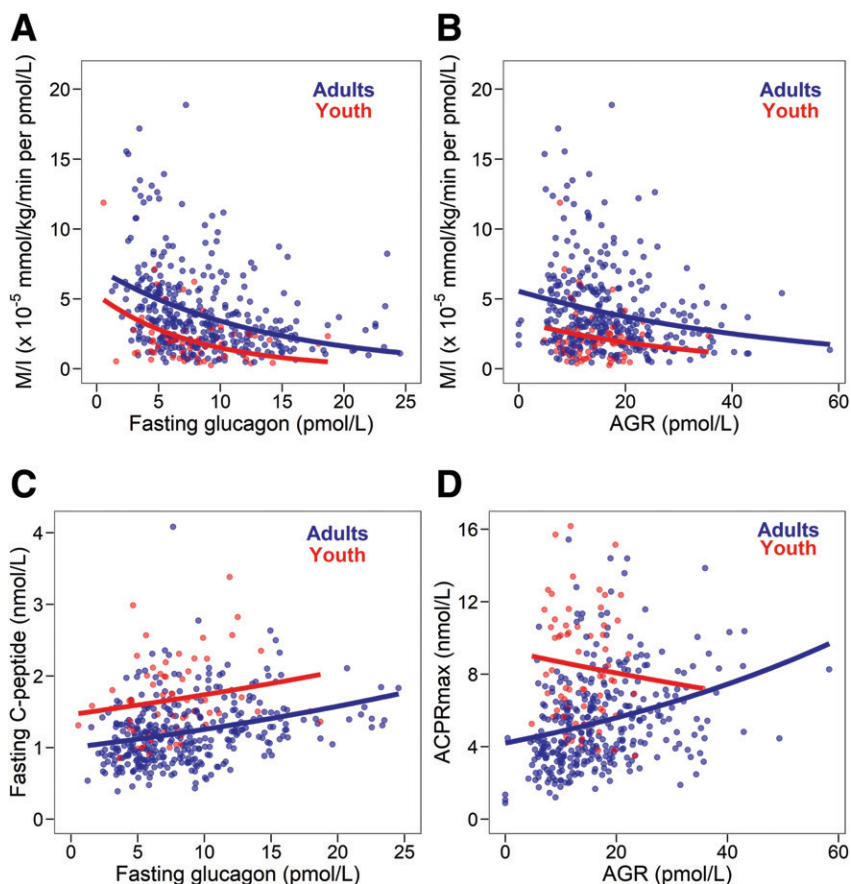 A
M/I (x 10⁻⁵ mmol/kg/min per pmol/L)
20
15
10
5
0
Adults
Youth
0 5 10 15 20 25
Fasting glucagon (pmol/L)
B
M/I (x 10⁻⁵ mmol/kg/min per pmol/L)
20
15
10
5
0
Adults
Youth
0 20 40 60
AGR (pmol/L)
C
Fasting C-peptide (nmol/L)
4
3
2
1
0
Adults
Youth
0 5 10 15 20 25
Fasting glucagon (pmol/L)
D
ACPRmax (nmol/L)
16
12
8
4
0
Adults
Youth
0 20 40 60
AGR (pmol/L)